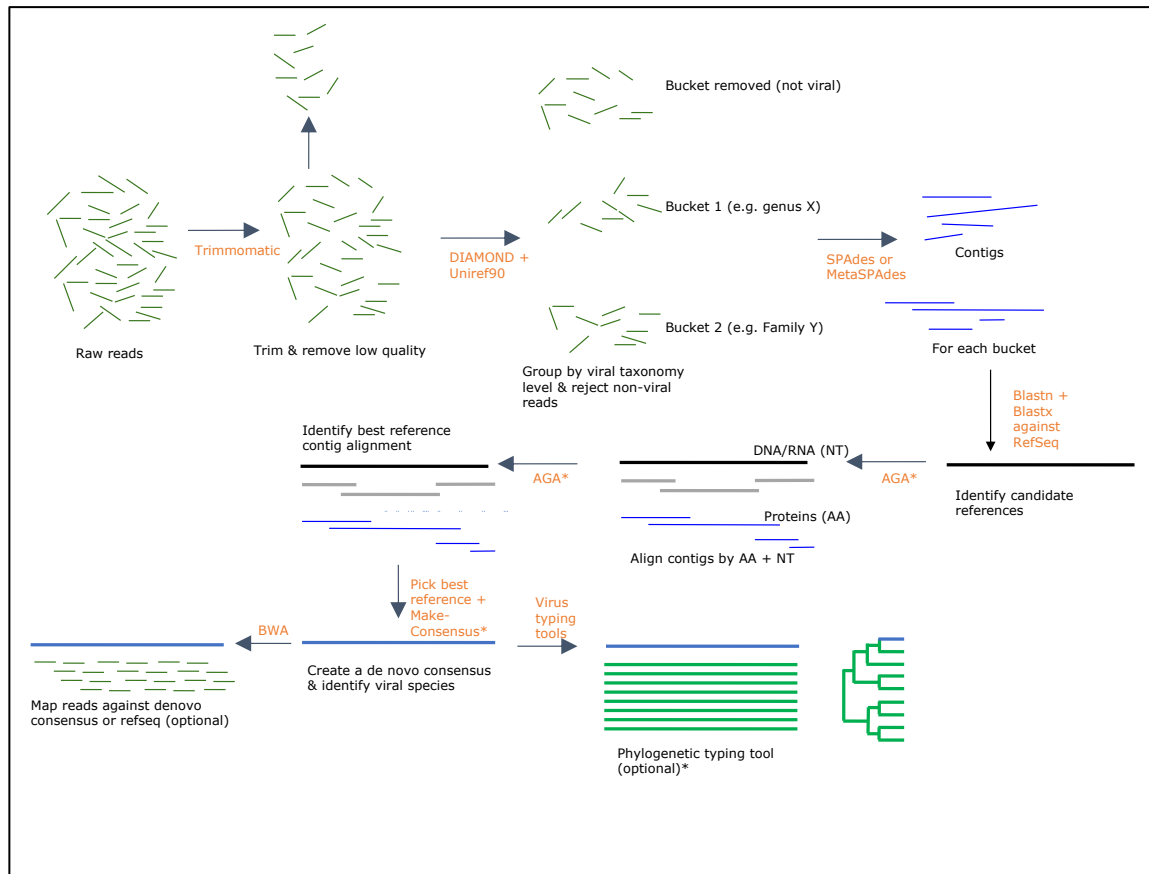 Bucket removed (not viral)
Trimmomatic
DIAMOND +
Uniref90
Bucket 1 (e.g. genus X)
SPAdes or
MetaSPAdes
Contigs
Raw reads
Trim & remove low quality
Bucket 2 (e.g. Family Y)
Group by viral taxonomy
level & reject non-viral
reads
For each bucket
Blastn +
Blastx
against
RefSeq
Identify best reference
contig alignment
AGA*
DNA/RNA (NT)
Proteins (AA)
Align contigs by AA + NT
AGA*
Identify candidate
references
BWA
Pick best
reference +
Make-
Consensus*
Virus
typing
tools
Map reads against denovo
consensus or refseq (optional)
Create a de novo consensus
& identify viral species
Phylogenetic typing tool
(optional)*